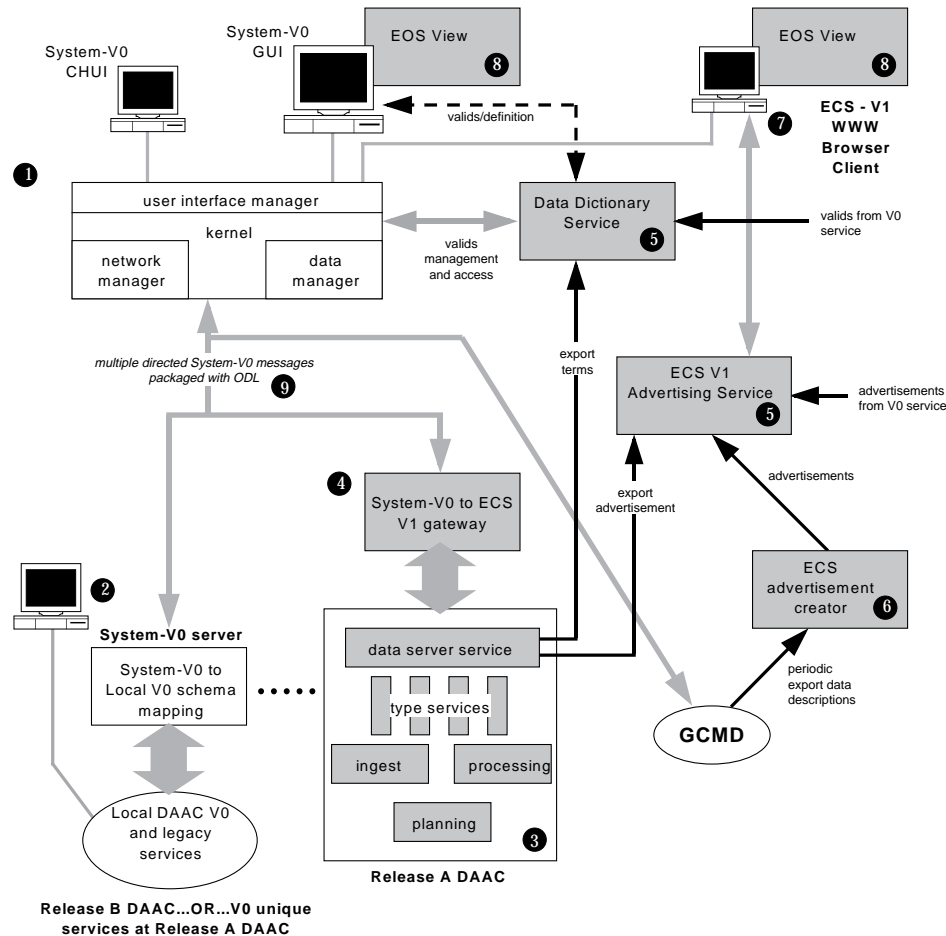 System-V0
CHUI
System-V0
GUI
EOS View
8
EOS View
8
valids/definition
7
ECS - V1
WWW
Browser
Client
1
user interface manager
kernel
network
manager
data
manager
valids
management
and access
Data Dictionary
Service
5
valids from V0
service
multiple directed System-V0 messages
packaged with ODL
9
export
terms
ECS V1
Advertising Service
5
advertisements
from V0 service
4
System-V0 to ECS
V1 gateway
export
advertisement
advertisements
2
ECS
advertisement
creator
6
System-V0 server
System-V0 to
Local V0 schema
mapping
data server service
type services
ingest
processing
planning
3
periodic
export data
descriptions
GCMD
Local DAAC V0
and legacy
services
Release A DAAC
Release B DAAC...OR...V0 unique
services at Release A DAAC